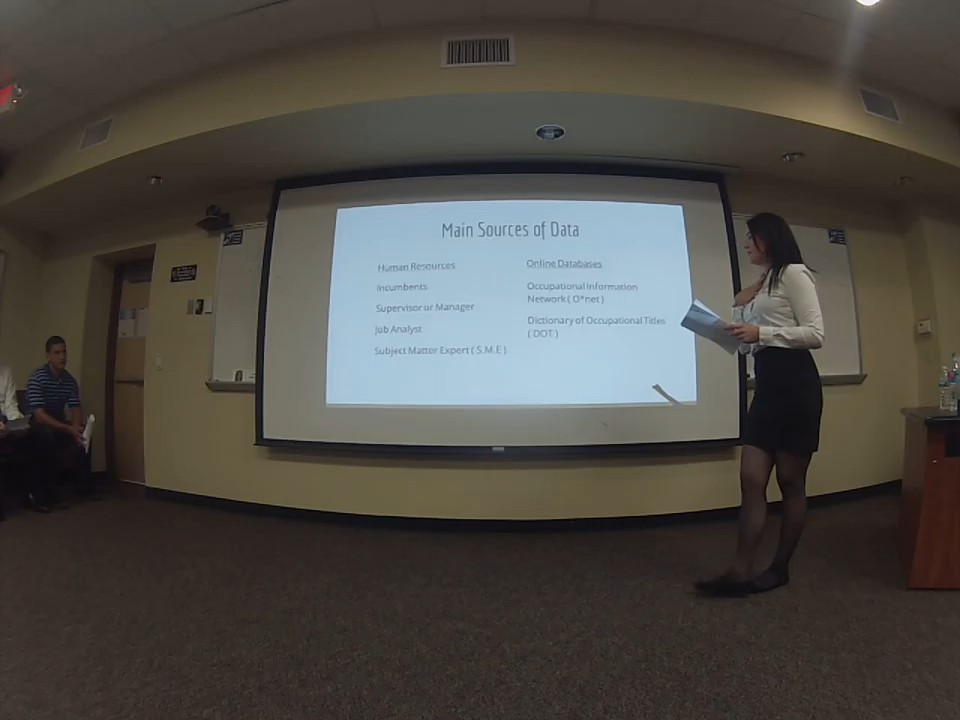 Main Sources of Data
Human Resources
Incumbents
Supervisor or Manager
Job Analyst
Subject Matter Expert ( S.M.E )
Online Databases
Occupational Information
Network ( O*net )
Dictionary of Occupational Titles
( DOT )